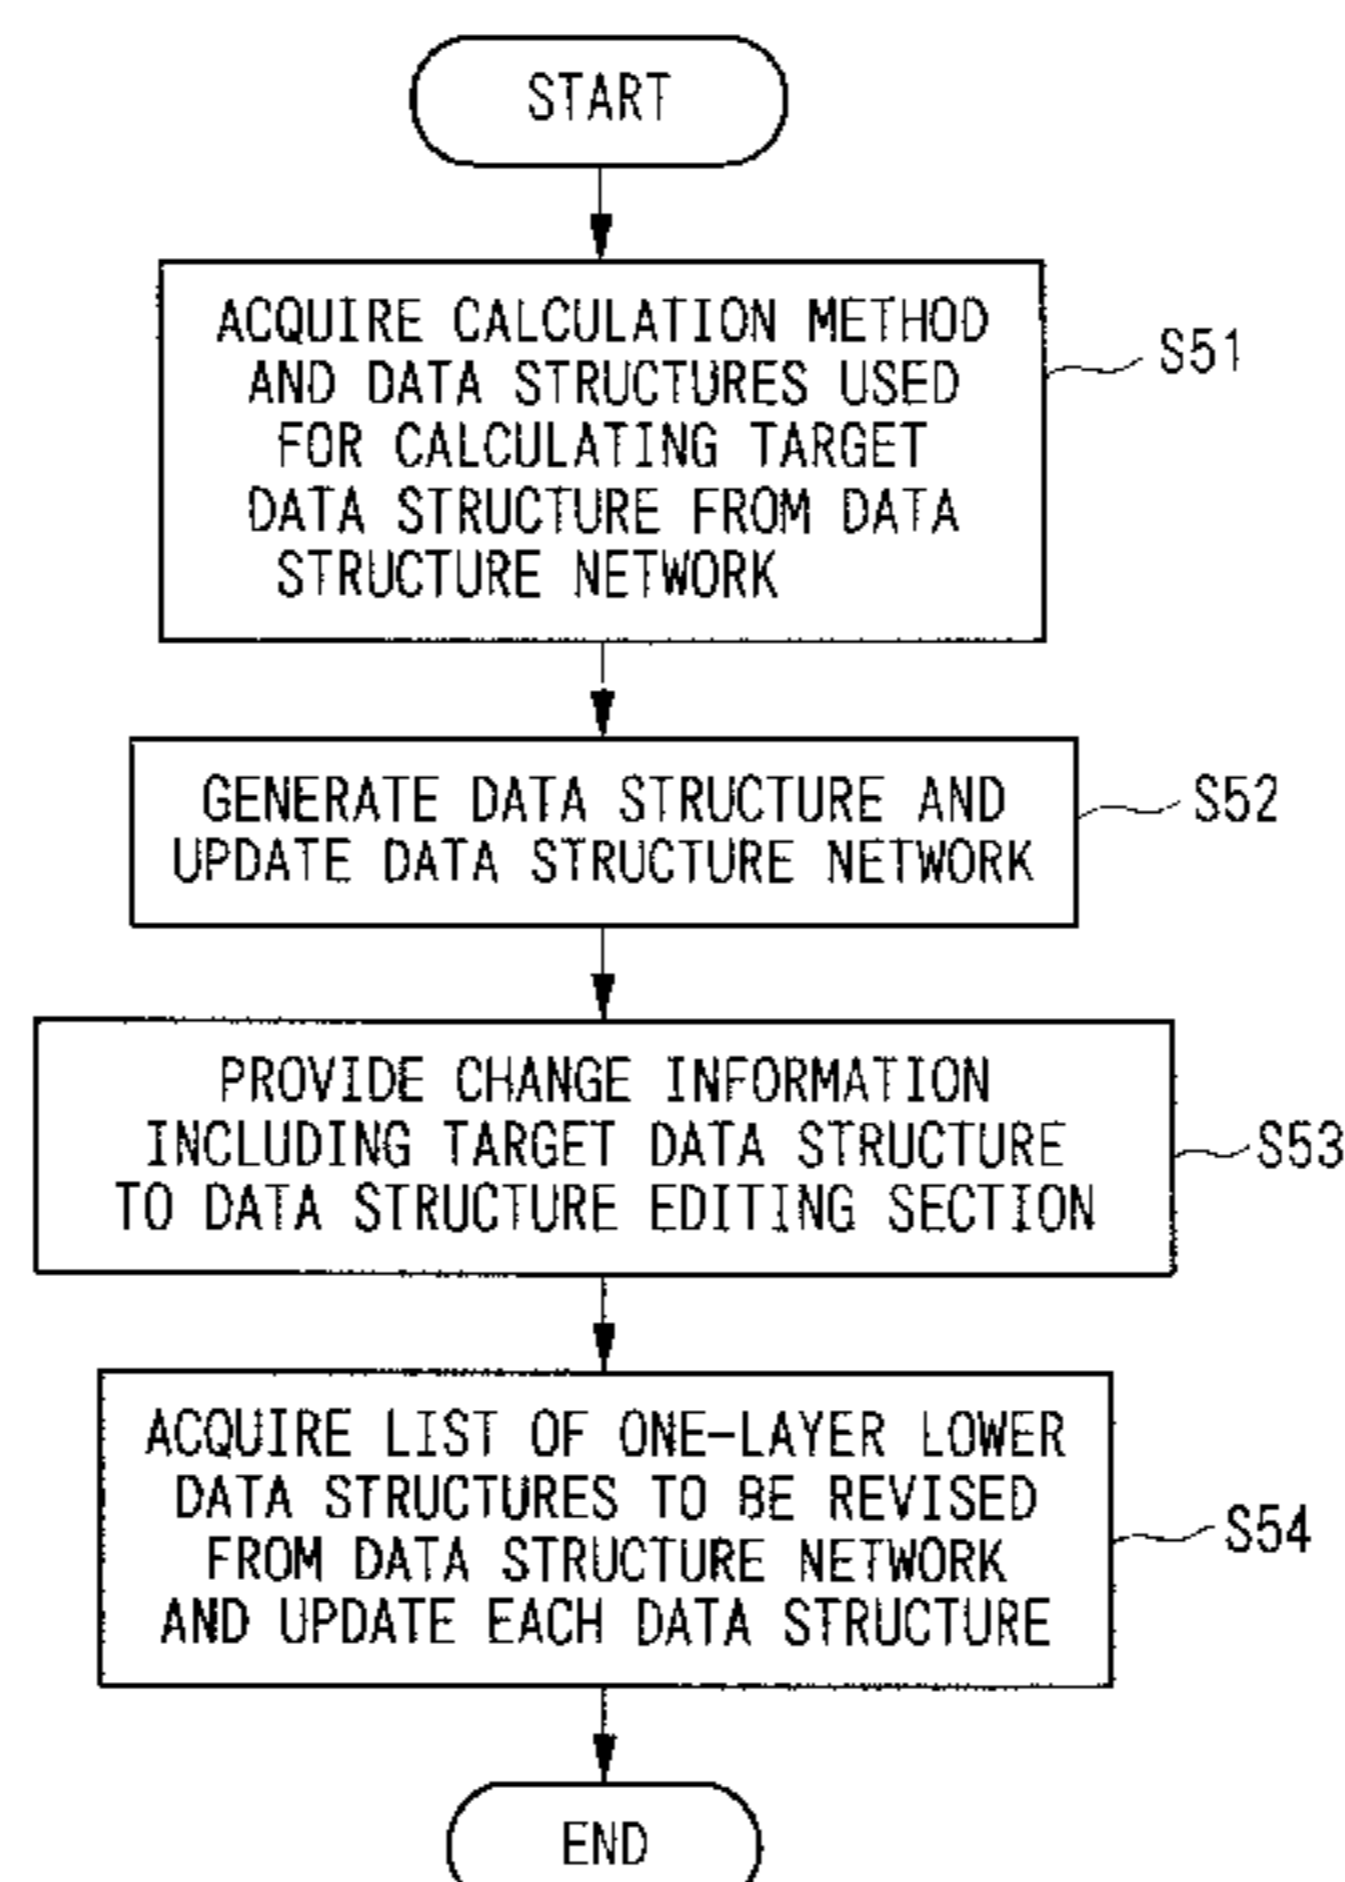 START
ACQUIRE CALCULATION METHOD
AND DATA STRUCTURES USED
FOR CALCULATING TARGET
DATA STRUCTURE FROM DATA
STRUCTURE NETWORK
S51
GENERATE DATA STRUCTURE AND
UPDATE DATA STRUCTURE NETWORK
S52
PROVIDE CHANGE INFORMATION
INCLUDING TARGET DATA STRUCTURE
TO DATA STRUCTURE EDITING SECTION
S53
ACQUIRE LIST OF ONE-LAYER LOWER
DATA STRUCTURES TO BE REVISED
FROM DATA STRUCTURE NETWORK
AND UPDATE EACH DATA STRUCTURE
S54
END